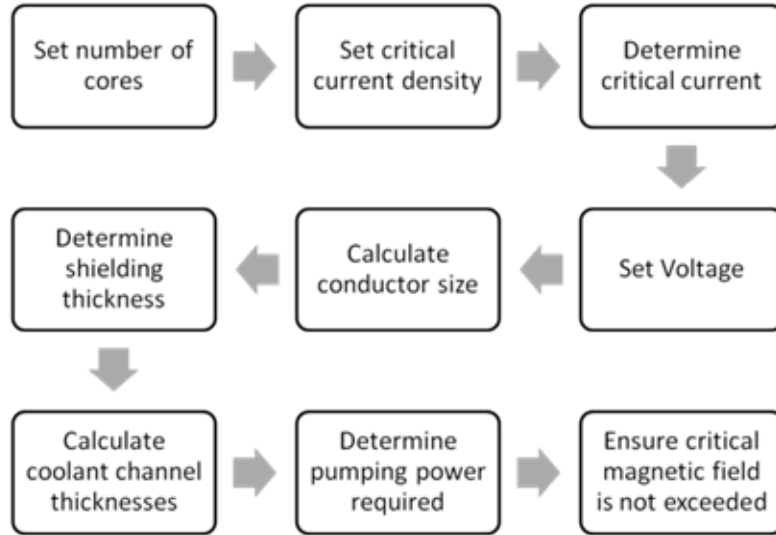 Set number of
cores
Set critical
current density
Determine
critical current
Set Voltage
Calculate
conductor size
Determine
shielding
thickness
Calculate
coolant channel
thicknesses
Determine
pumping power
required
Ensure critical
magnetic field
is not exceeded